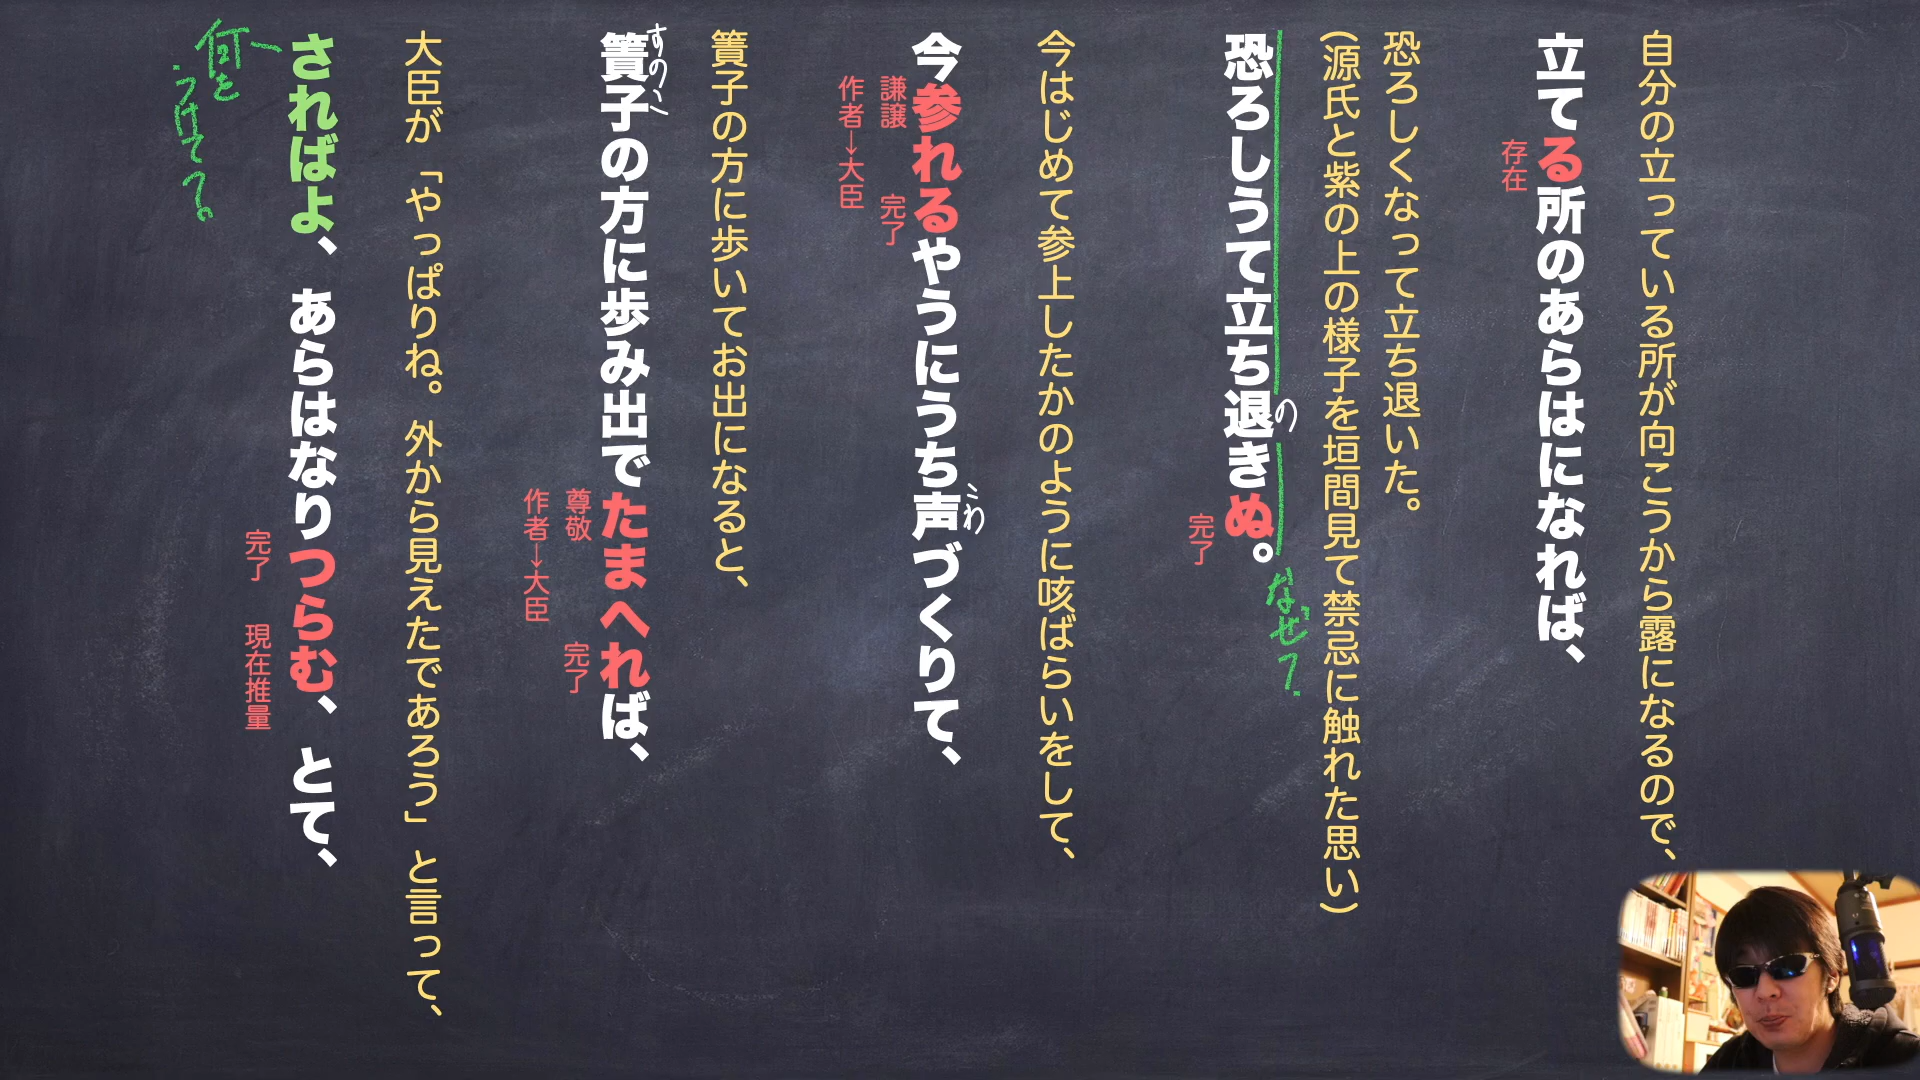 自分の立っている所が向こうから露になるので、
立てる所のあらはになれば、
存在
恐ろしくなって立ち退いた。
(源氏と紫の上の様子を垣間見て禁忌に触れた思い)
の
恐ろしうて立ち退きぬ。
なぜ?
完了
今はじめて参上したかのように咳ばらいをして、
こわ
今参れるやうにうち声づくりて、
謙譲 完了
作者→大臣
簀子の方に歩いてお出になると、
すのこ
簀子の方に歩み出でたまへれば、
尊敬 完了
作者→大臣
大臣が「やっぱりね。外から見えたであろう」と言って、
さればよ、あらはなりつらむ、とて、
完了 現在推量
何を
うけて?。